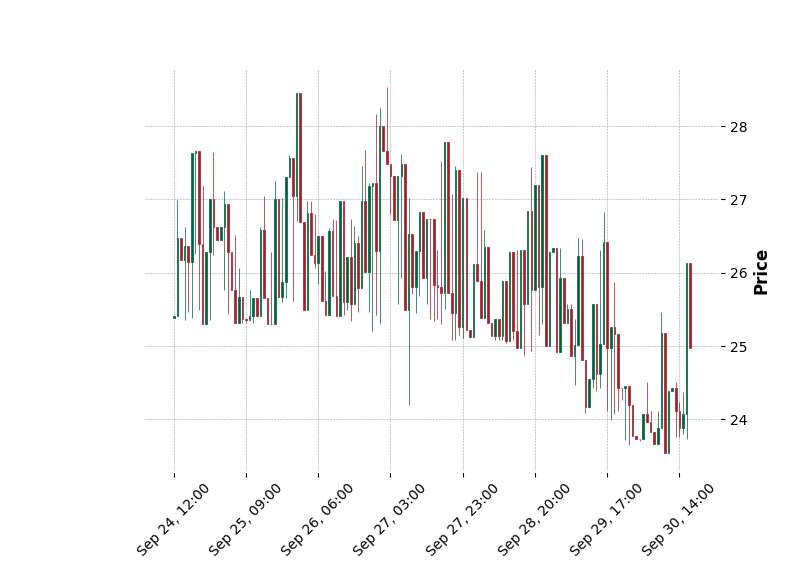 28
27
26
25
24
Price
Sep 24, 12:00
Sep 25, 09:00
Sep 26, 06:00
Sep 27, 03:00
Sep 27, 23:00
Sep 28, 20:00
Sep 29, 17:00
Sep 30, 14:00